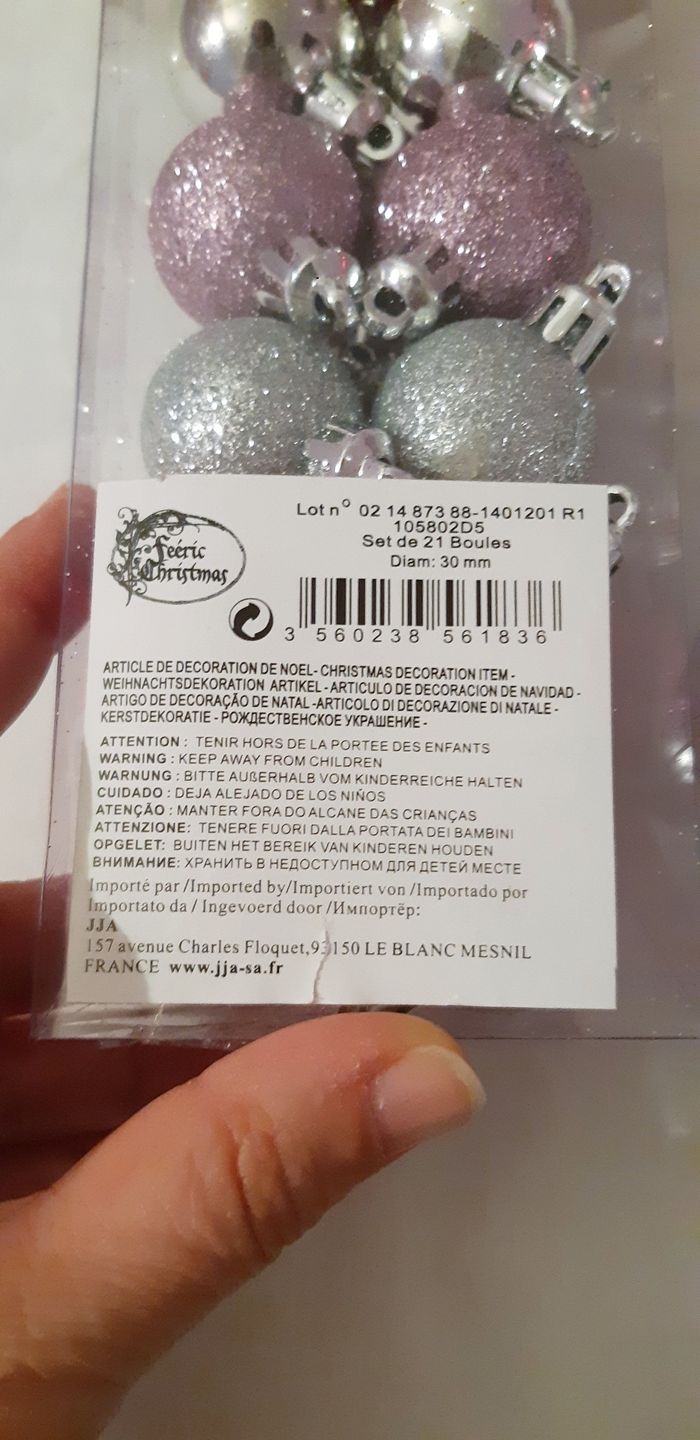 Feéric
Christmas
Lot n° 02 14 873 88-1401201 R1
105802D5
Set de 21 Boules
Diam: 30 mm
3 560238 561836
ARTICLE DE DECORATION DE NOEL- CHRISTMAS DECORATION ITEM -
WEIHNACHTSDEKORATION ARTIKEL - ARTICULO DE DECORACION DE NAVIDAD -
ARTIGO DE DECORAÇÃO DE NATAL -ARTICOLO DI DECORAZIONE DI NATALE -
KERSTDEKORATIE - РОЖДЕСТВЕНСКОЕ УКРАШЕНИЕ -
ATTENTION : TENIR HORS DE LA PORTEE DES ENFANTS
WARNING : KEEP AWAY FROM CHILDREN
WARNUNG : BITTE AUßERHALB VOM KINDERREICHE HALTEN
CUIDADO : DEJA ALEJADO DE LOS NIÑOS
ATENÇÃO : MANTER FORA DO ALCANE DAS CRIANÇAS
ATTENZIONE: TENERE FUORI DALLA PORTATA DEI BAMBINI
OPGELET: BUITEN HET BEREIK VAN KINDEREN HOUDEN
ВНИМАНИЕ: ХРАНИТЬ В НЕДОСТУПНОМ ДЛЯ ДЕТЕЙ МЕСТЕ
Importé par /Imported by/Importiert von /Importado por
Importato da / Ingevoerd door /Импортёр:
JJA
157 avenue Charles Floquet,93150 LE BLANC MESNIL
FRANCE www.jja-sa.fr